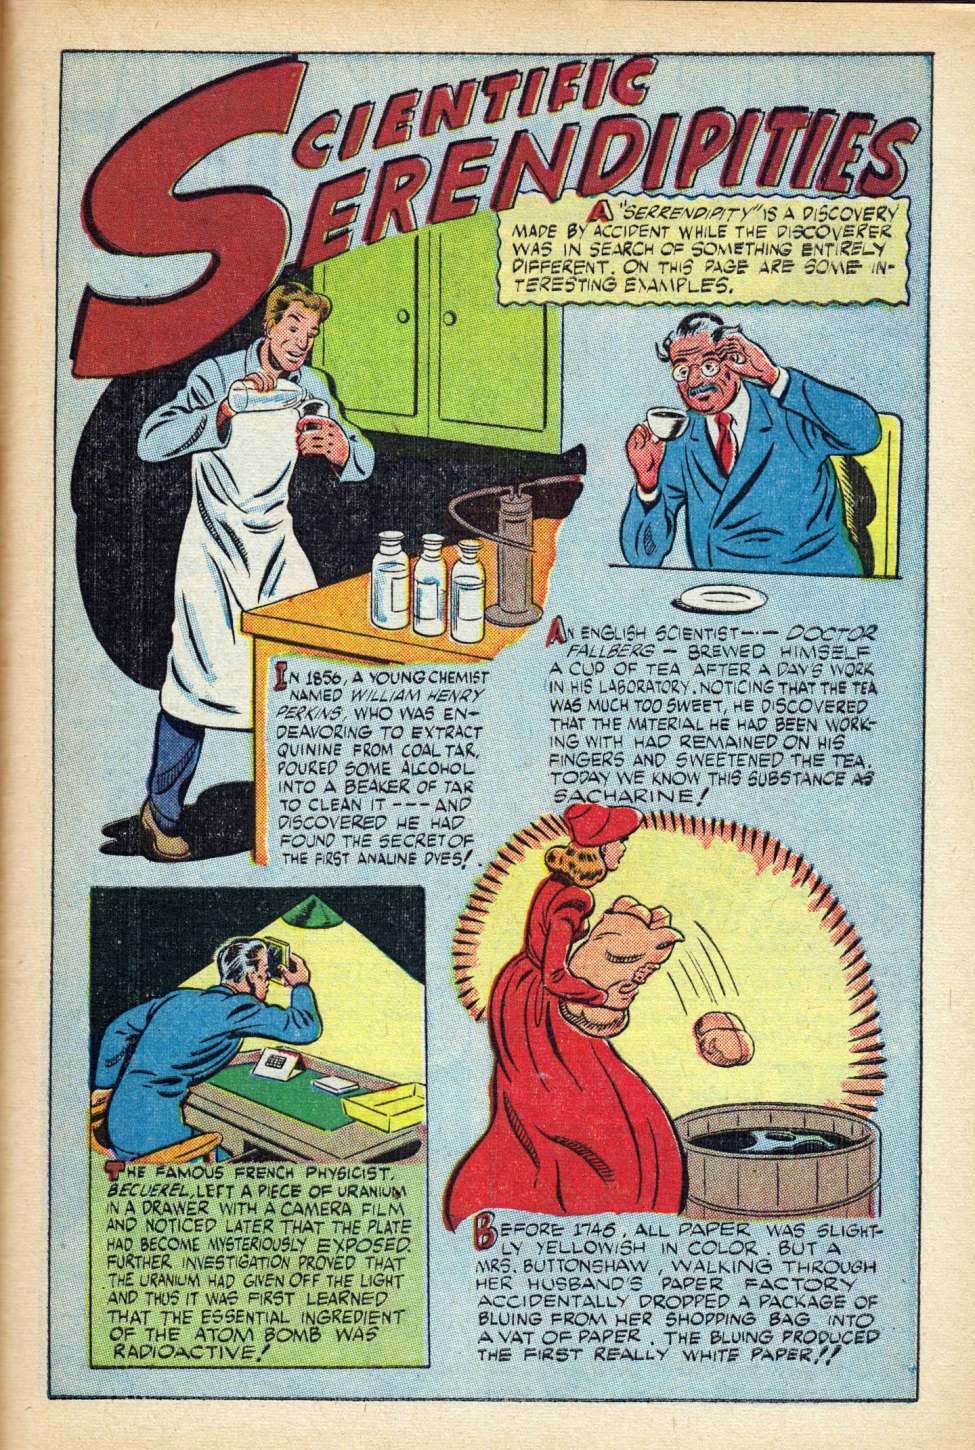 SCIENTIFIC
SERENDIPITIES
A "SERRENDIPITY" IS A DISCOVERY
MADE BY ACCIDENT WHILE THE DISCOVERER
WAS IN SEARCH OF SOMETHING ENTIRELY
DIFFERENT. ON THIS PAGE ARE SOME IN-
TERESTING EXAMPLES.
IN 1856, A YOUNG CHEMIST
NAMED WILLIAM HENRY
PERKINS, WHO WAS EN-
DEAVORING TO EXTRACT
QUININE FROM COAL TAR,
POURED SOME ALCOHOL
INTO A BEAKER OF TAR
TO CLEAN IT --- AND
DISCOVERED HE HAD
FOUND THE SECRET OF
THE FIRST ANALINE DYES!
AN ENGLISH SCIENTIST-- DOCTOR
FALLBERG - BREWED HIMSELF
A CUP OF TEA AFTER A DAY'S WORK
IN HIS LABORATORY. NOTICING THAT THE TEA
WAS MUCH TOO SWEET, HE DISCOVERED
THAT THE MATERIAL HE HAD BEEN WORK-
ING WITH HAD REMAINED ON HIS
FINGERS AND SWEETENED THE TEA.
TODAY WE KNOW THIS SUBSTANCE AS
SACHARINE!
THE FAMOUS FRENCH PHYSICIST,
BECUEREL, LEFT A PIECE OF URANIUM
IN A DRAWER WITH A CAMERA FILM
AND NOTICED LATER THAT THE PLATE
HAD BECOME MYSTERIOUSLY EXPOSED.
FURTHER INVESTIGATION PROVED THAT
THE URANIUM HAD GIVEN OFF THE LIGHT
AND THUS IT WAS FIRST LEARNED
THAT THE ESSENTIAL INGREDIENT
OF THE ATOM BOMB WAS
RADIOACTIVE!
BEFORE 1746, ALL PAPER WAS SLIGHT-
LY YELLOWISH IN COLOR. BUT A
MRS. BUTTONSHAW, WALKING THROUGH
HER HUSBAND'S PAPER FACTORY
ACCIDENTALLY DROPPED A PACKAGE OF
BLUING FROM HER SHOPPING BAG INTO
A VAT OF PAPER. THE BLUING PRODUCED
THE FIRST REALLY WHITE PAPER!!